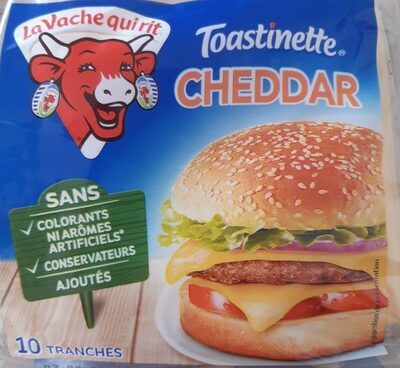 La Vache qui rit
Toastinette®
CHEDDAR
SANS
✓ COLORANTS
NI ARÔMES
ARTIFICIELS*
✓ CONSERVATEURS
AJOUTÉS
10 TRANCHES